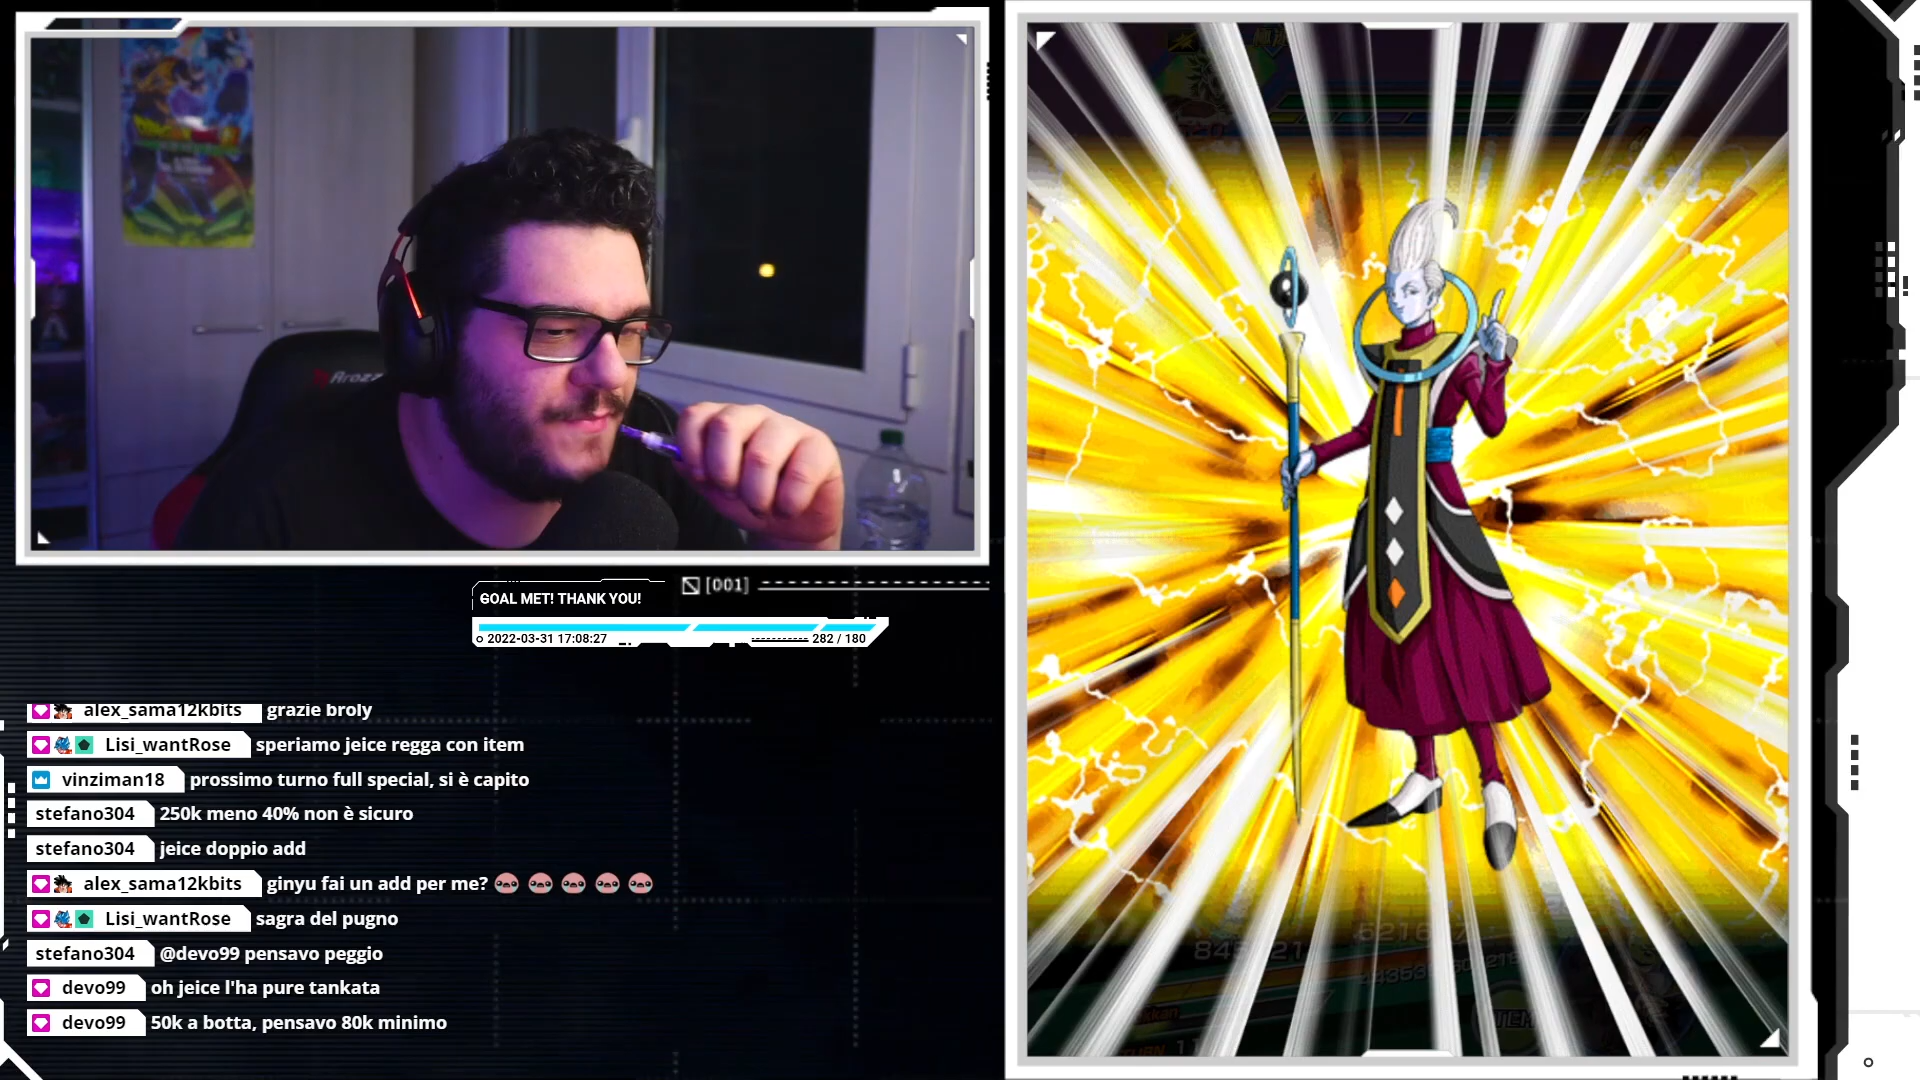 Arozz
[001]
GOAL MET! THANK YOU!
2022-03-31 17:08:27
282 / 180
alex_sama12kbits grazie broly
Lisi_wantRose speriamo jeice regga con item
vinziman18 prossimo turno full special, si è capito
stefano304 250k meno 40% non è sicuro
stefano304 jeice doppio add
alex_sama12kbits ginyu fai un add per me?
Lisi_wantRose sagra del pugno
stefano304 @devo99 pensavo peggio
devo99 oh jeice l'ha pure tankata
devo99 50k a botta, pensavo 80k minimo
ITEM